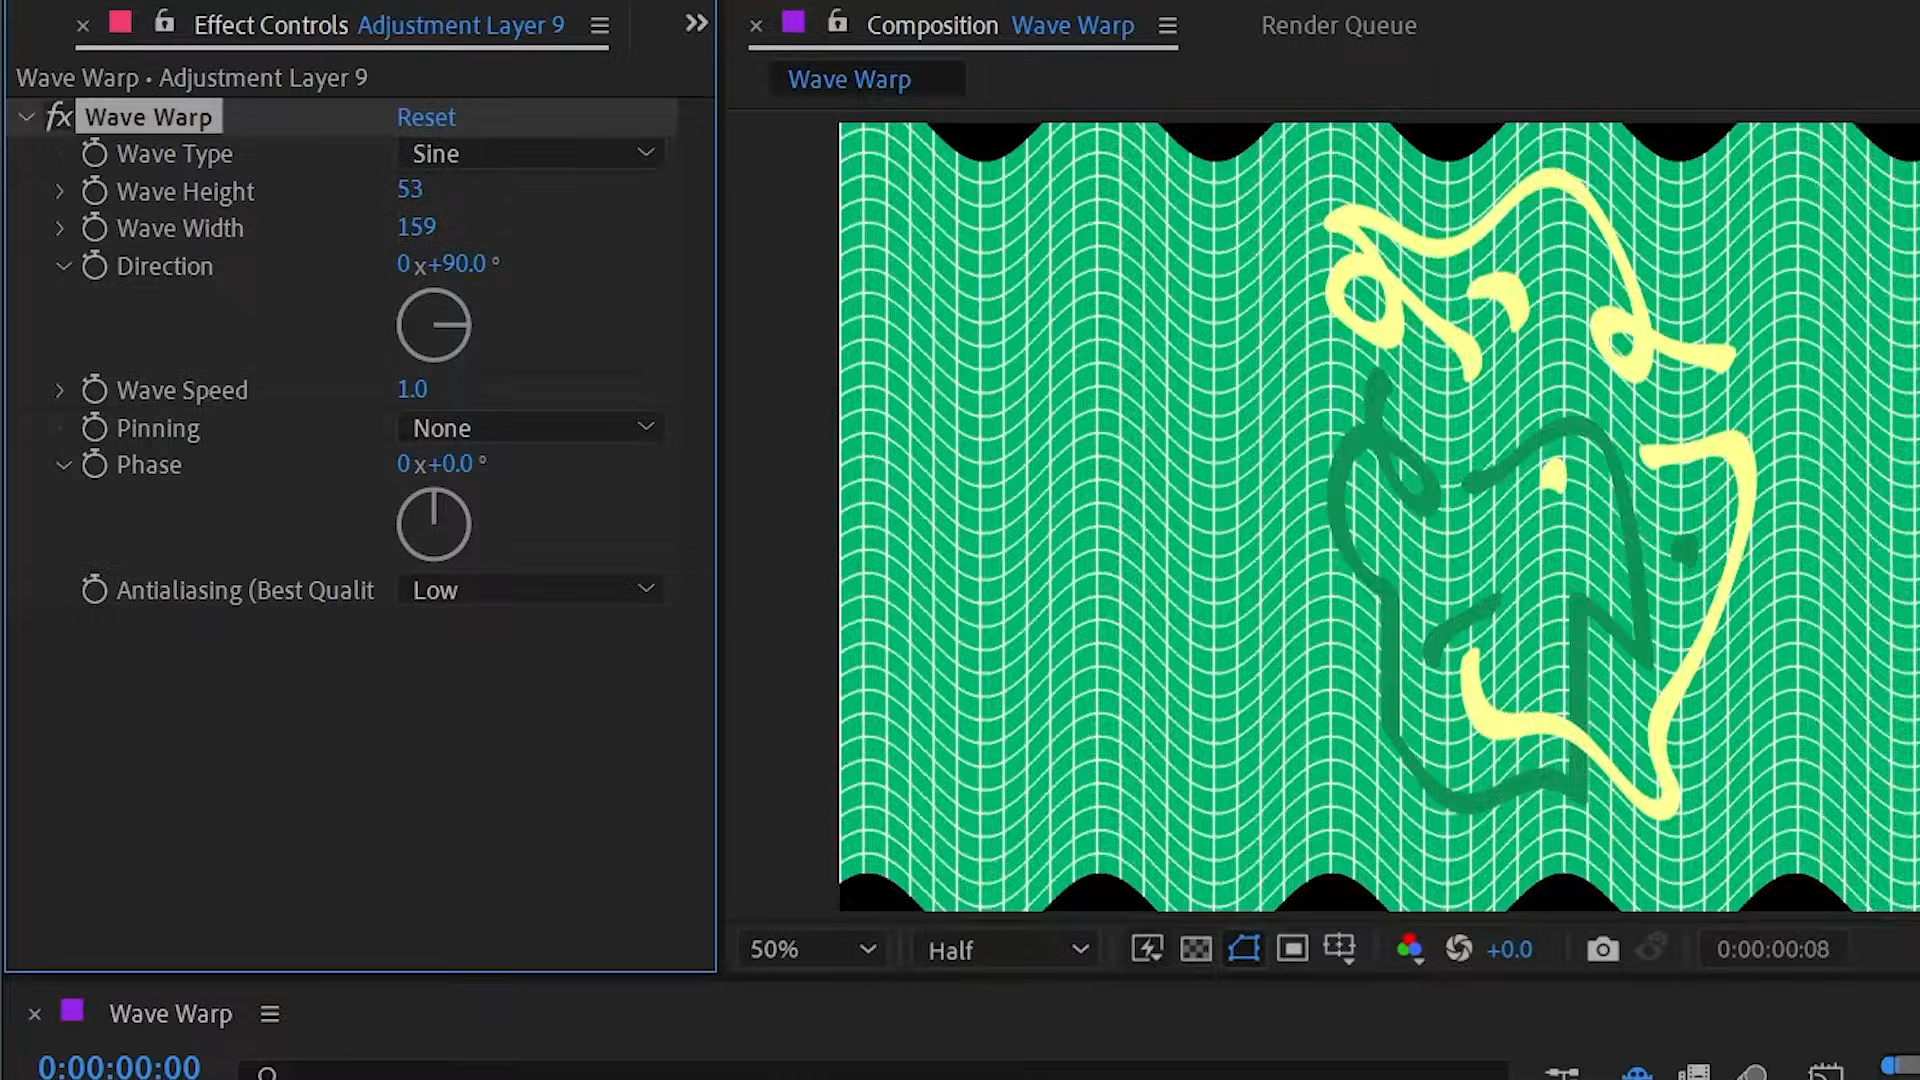 Effect Controls Adjustment Layer 9
Composition Wave Warp
Render Queue
Wave Warp • Adjustment Layer 9
Wave Warp
fx Wave Warp Reset
Wave Type Sine
Wave Height 53
Wave Width 159
Direction 0 x+90.0 °
Wave Speed 1.0
Pinning None
Phase 0 x+0.0 °
Antialiasing (Best Qualit Low
50% Half +0.0 0:00:00:08
Wave Warp
0:00:00:00